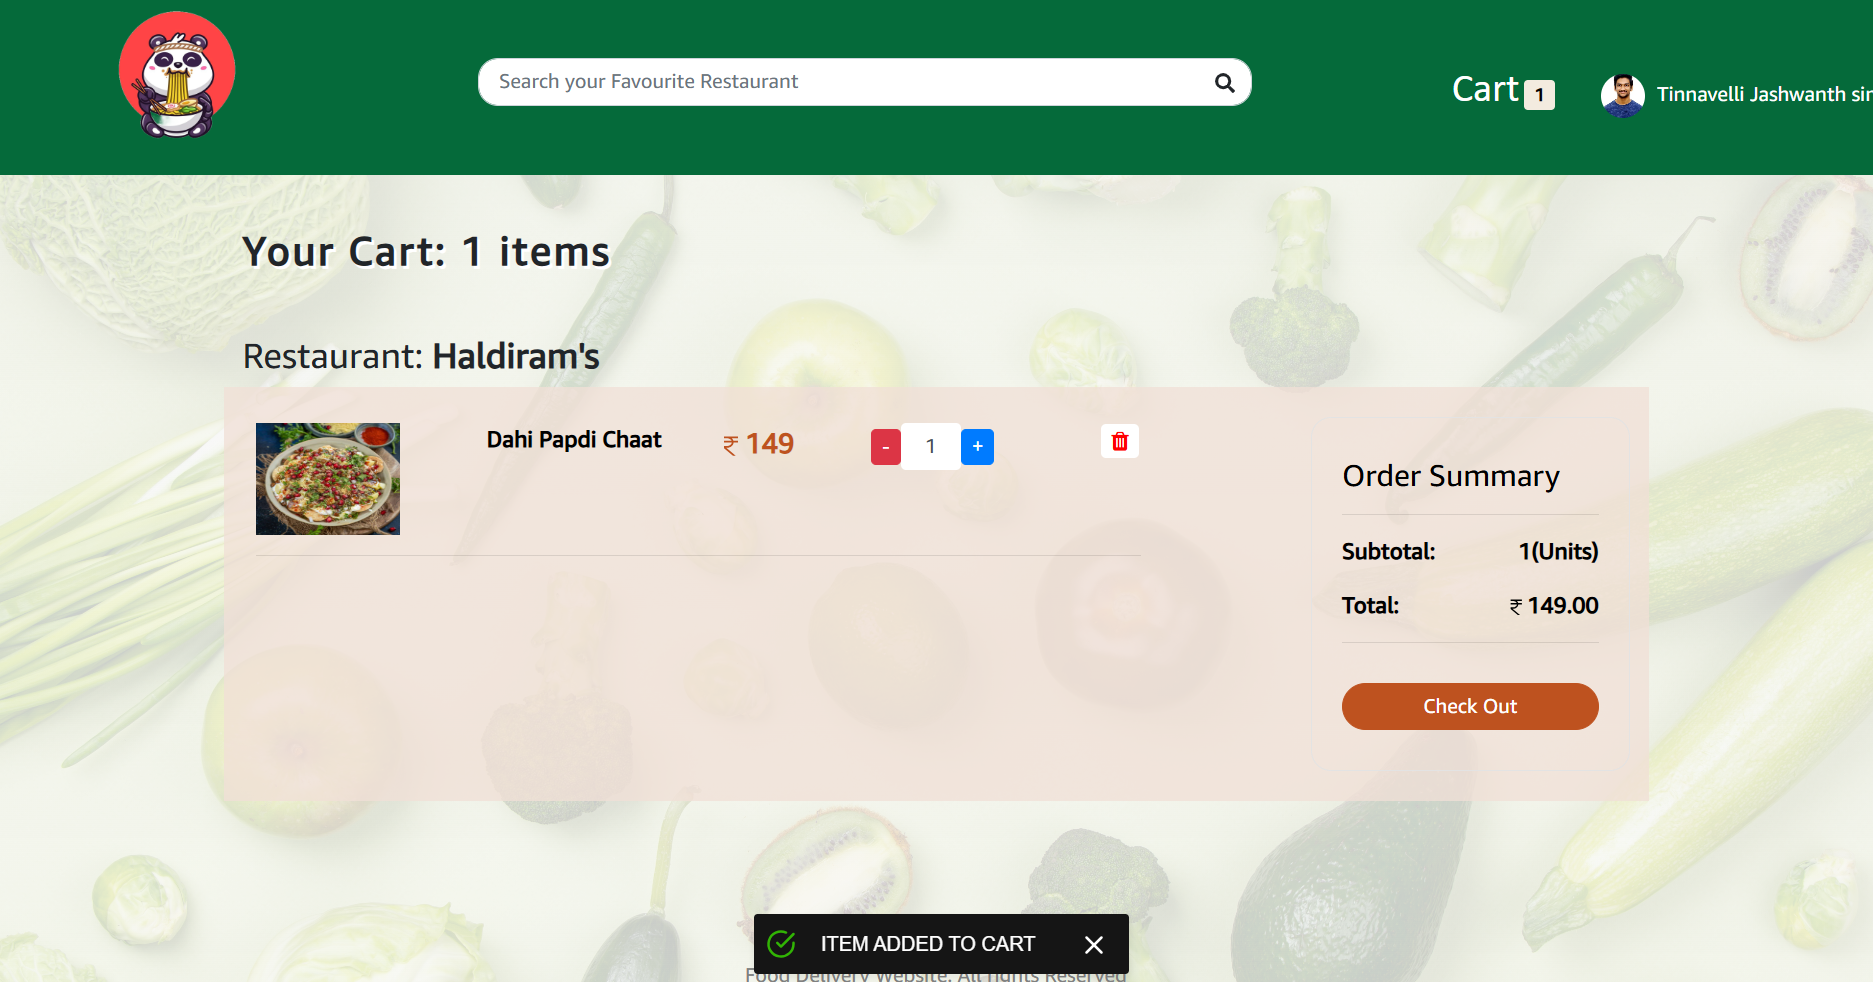 Search your Favourite Restaurant
Cart 1
Tinnavelli Jashwanth sin
Your Cart: 1 items
Restaurant: Haldiram's
Dahi Papdi Chaat
₹ 149
- 1 +
Order Summary
Subtotal: 1(Units)
Total: ₹ 149.00
Check Out
ITEM ADDED TO CART
Food Delivery Website. All rights Reserved